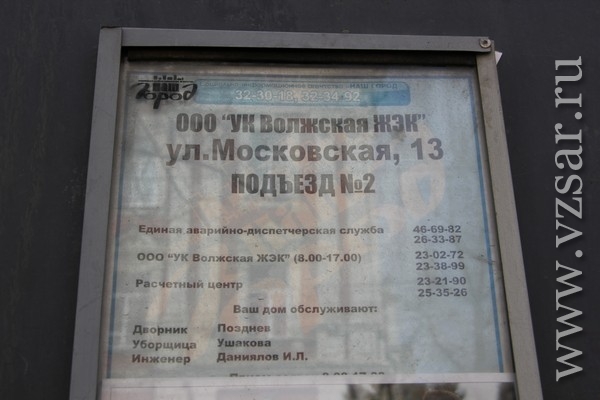 ваш
город
НАШ ГОРОД
32-30-18, 32-34-92
ООО "УК Волжская ЖЭК"
ул.Московская, 13
ПОДЪЕЗД №2
Единая аварийно-диспетчерская служба 46-69-82
26-33-87
ООО "УК Волжская ЖЭК" (8.00-17.00) 23-02-72
23-38-99
Расчетный центр 23-21-90
25-35-26
Ваш дом обслуживают:
Дворник Позднев
Уборщица Ушакова
Инженер Даниялов И.Л.
www.vzsar.ru